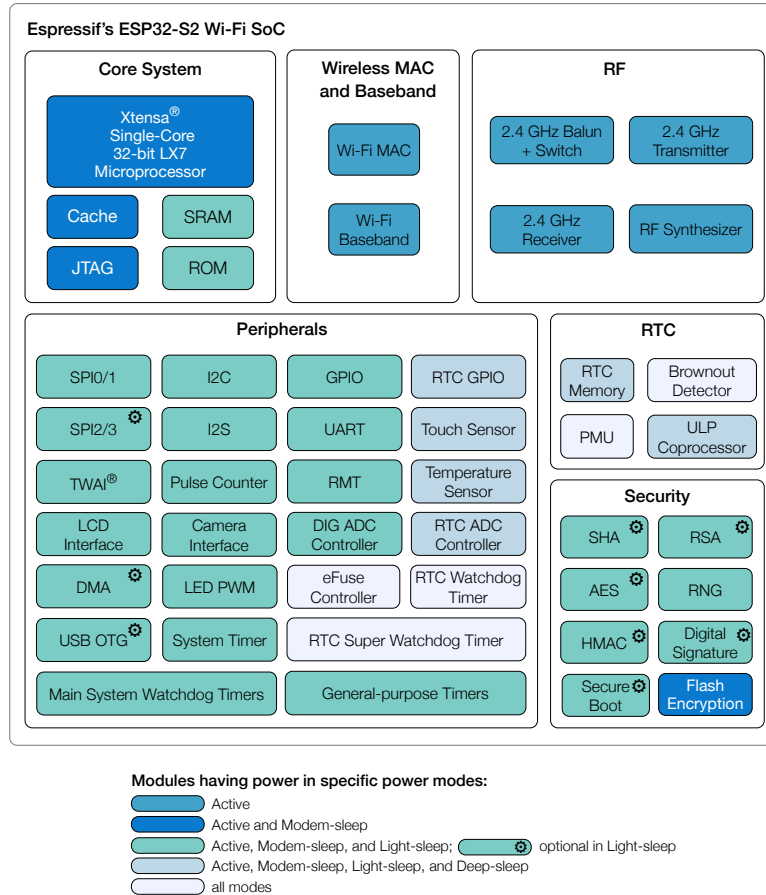 Espressif's ESP32-S2 Wi-Fi SoC
Core System
Xtensa®
Single-Core
32-bit LX7
Microprocessor
Cache
SRAM
JTAG
ROM
Wireless MAC
and Baseband
Wi-Fi MAC
Wi-Fi
Baseband
RF
2.4 GHz Balun
+ Switch
2.4 GHz
Transmitter
2.4 GHz
Receiver
RF Synthesizer
Peripherals
SPI0/1
I2C
GPIO
RTC GPIO
SPI2/3
I2S
UART
Touch Sensor
TWAI®
Pulse Counter
RMT
Temperature
Sensor
LCD
Interface
Camera
Interface
DIG ADC
Controller
RTC ADC
Controller
DMA
LED PWM
eFuse
Controller
RTC Watchdog
Timer
USB OTG
System Timer
RTC Super Watchdog Timer
Main System Watchdog Timers
General-purpose Timers
RTC
RTC
Memory
Brownout
Detector
PMU
ULP
Coprocessor
Security
SHA
RSA
AES
RNG
HMAC
Digital
Signature
Secure
Boot
Flash
Encryption
Modules having power in specific power modes:
Active
Active and Modem-sleep
Active, Modem-sleep, and Light-sleep; optional in Light-sleep
Active, Modem-sleep, Light-sleep, and Deep-sleep
all modes